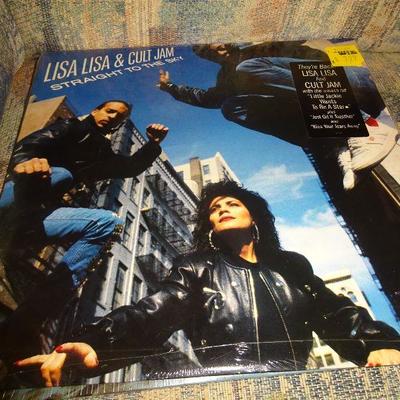 LISA LISA & CULT JAM
STRAIGHT TO THE SKY
They're Back!
LISA LISA
And
CULT JAM
with the smash hit
"Little Jackie
Wants
To Be A Star"
plus
"Just Git It Together"
and
"Kiss Your Tears Away"